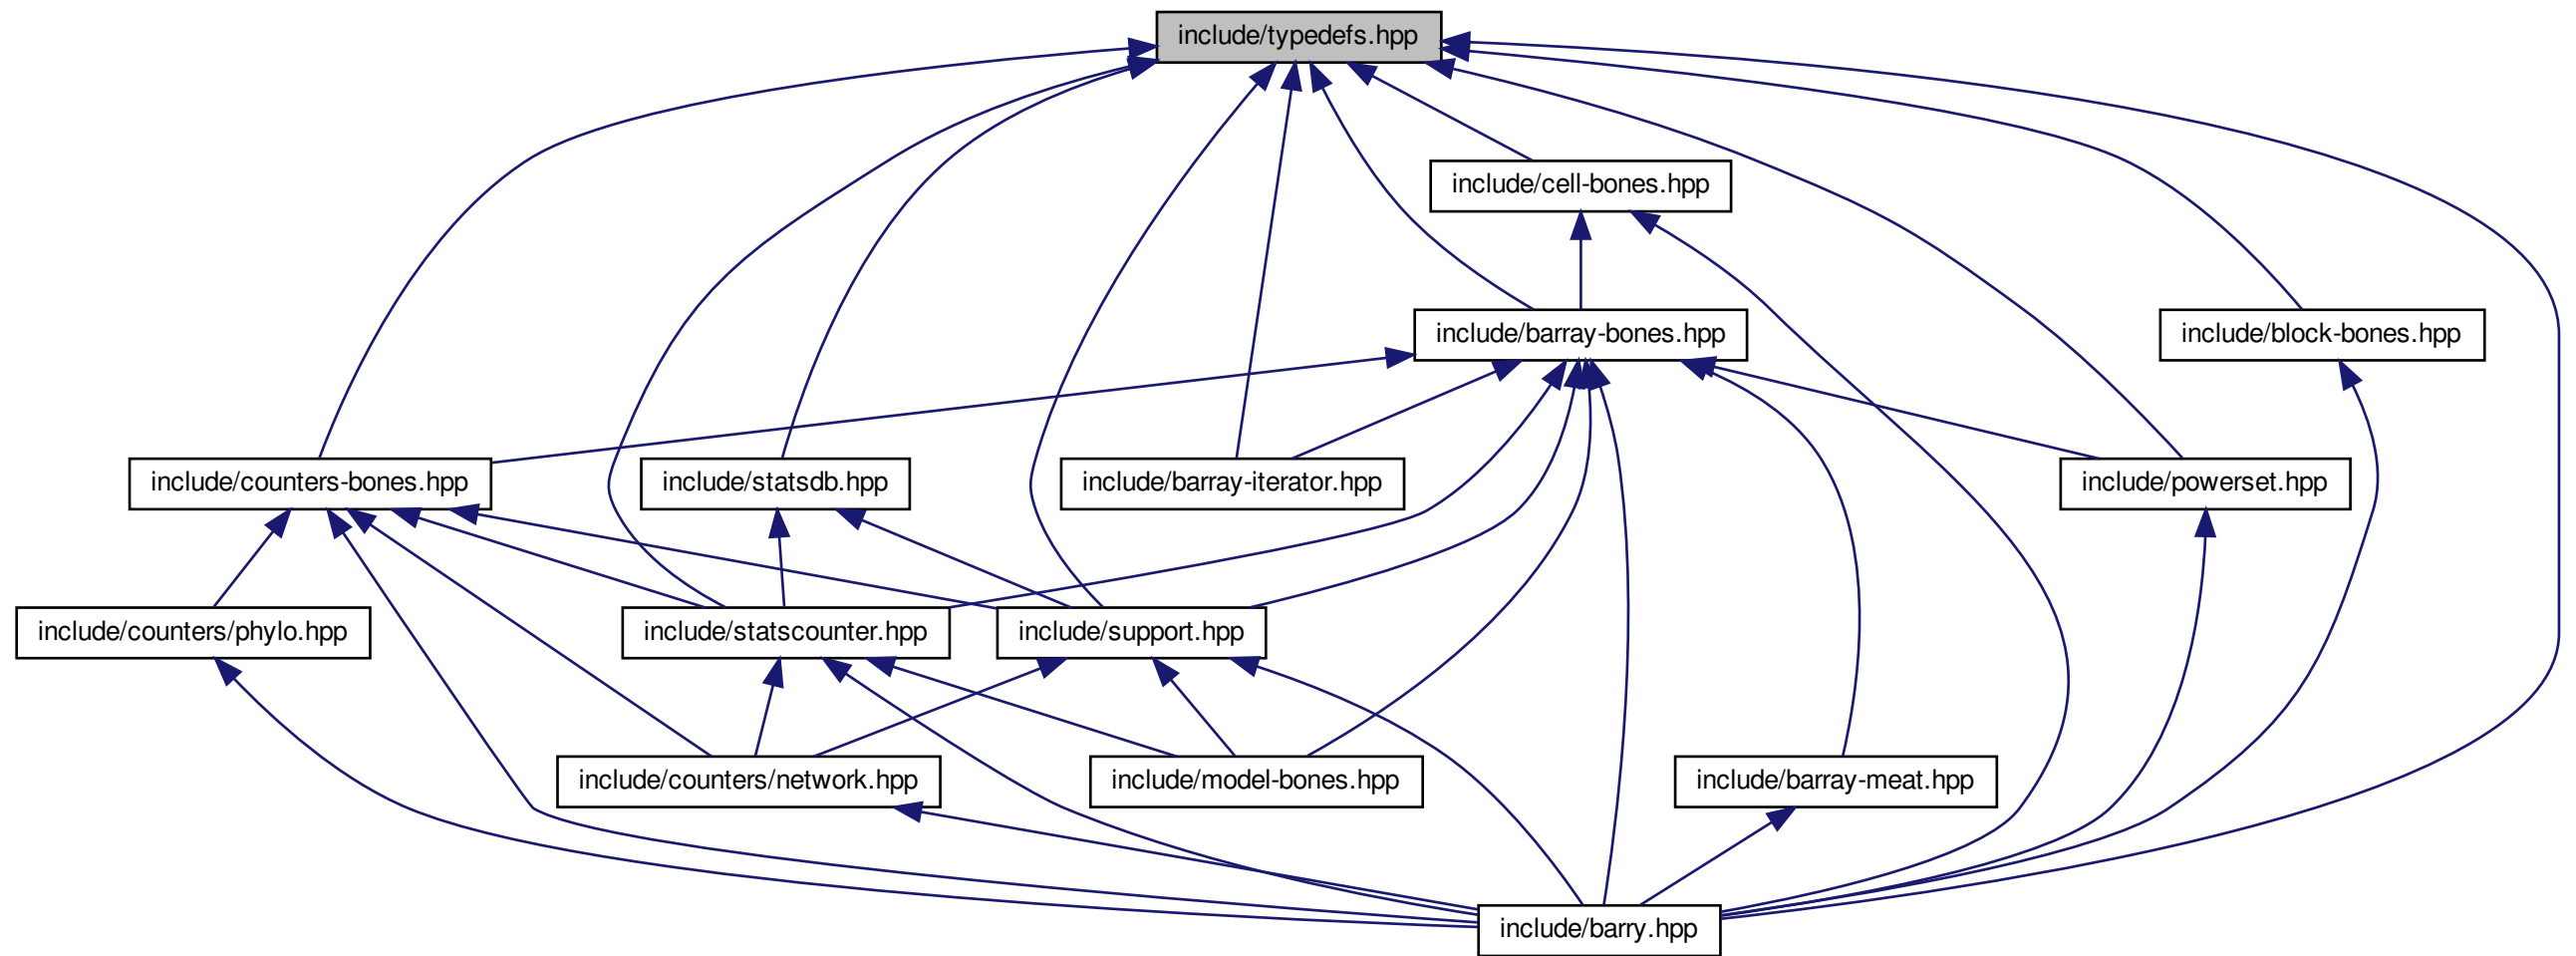 include/typedefs.hpp
include/cell-bones.hpp
include/barray-bones.hpp
include/block-bones.hpp
include/counters-bones.hpp
include/statsdb.hpp
include/barray-iterator.hpp
include/powerset.hpp
include/counters/phylo.hpp
include/statscounter.hpp
include/support.hpp
include/counters/network.hpp
include/model-bones.hpp
include/barray-meat.hpp
include/barry.hpp